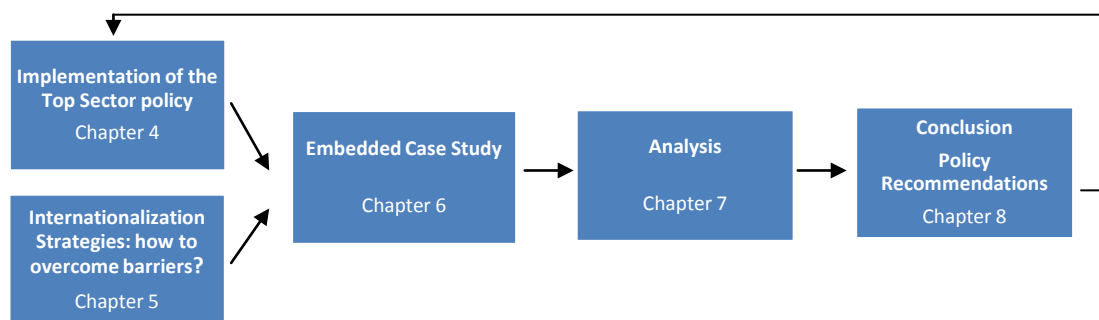 Implementation of the
Top Sector policy
Chapter 4
Internationalization
Strategies: how to
overcome barriers?
Chapter 5
Embedded Case Study
Chapter 6
Analysis
Chapter 7
Conclusion
Policy
Recommendations
Chapter 8